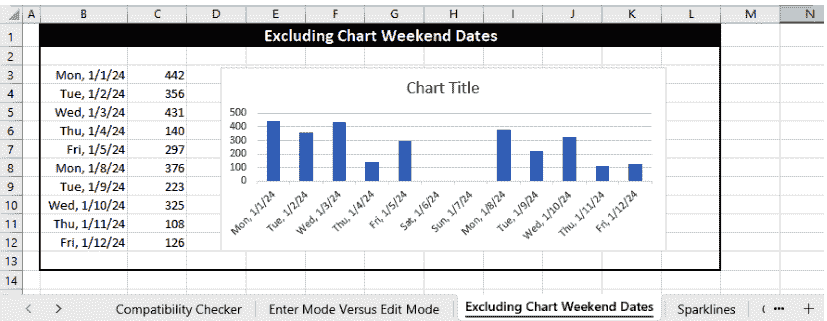 A B C D E F G H I J K L M N
1 Excluding Chart Weekend Dates
2
3 Mon, 1/1/24 442
4 Tue, 1/2/24 356
5 Wed, 1/3/24 431
6 Thu, 1/4/24 140
7 Fri, 1/5/24 297
8 Mon, 1/8/24 376
9 Tue, 1/9/24 223
10 Wed, 1/10/24 325
11 Thu, 1/11/24 108
12 Fri, 1/12/24 126
13
14
Chart Title
500
400
300
200
100
0
Mon, 1/1/24
Tue, 1/2/24
Wed, 1/3/24
Thu, 1/4/24
Fri, 1/5/24
Sat, 1/6/24
Sun, 1/7/24
Mon, 1/8/24
Tue, 1/9/24
Wed, 1/10/24
Thu, 1/11/24
Fri, 1/12/24
Compatibility Checker Enter Mode Versus Edit Mode Excluding Chart Weekend Dates Sparklines